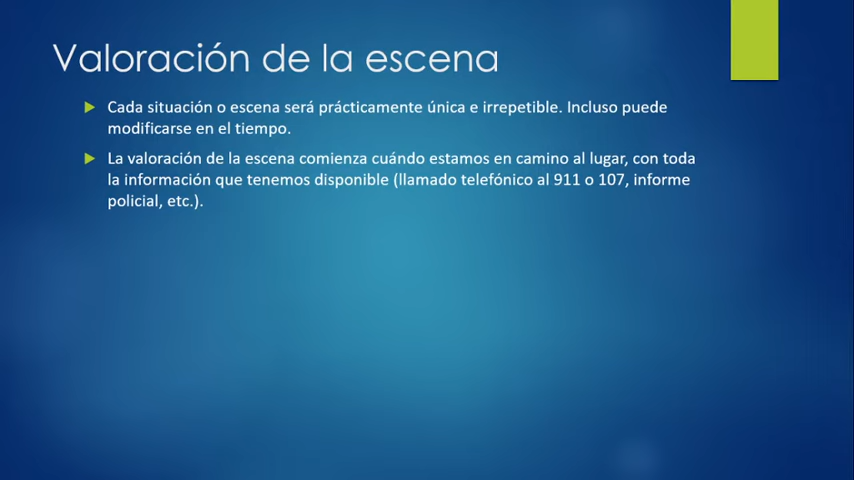 Valoración de la escena
Cada situación o escena será prácticamente única e irrepetible. Incluso puede
modificarse en el tiempo.
La valoración de la escena comienza cuándo estamos en camino al lugar, con toda
la información que tenemos disponible (llamado telefónico al 911 o 107, informe
policial, etc.).